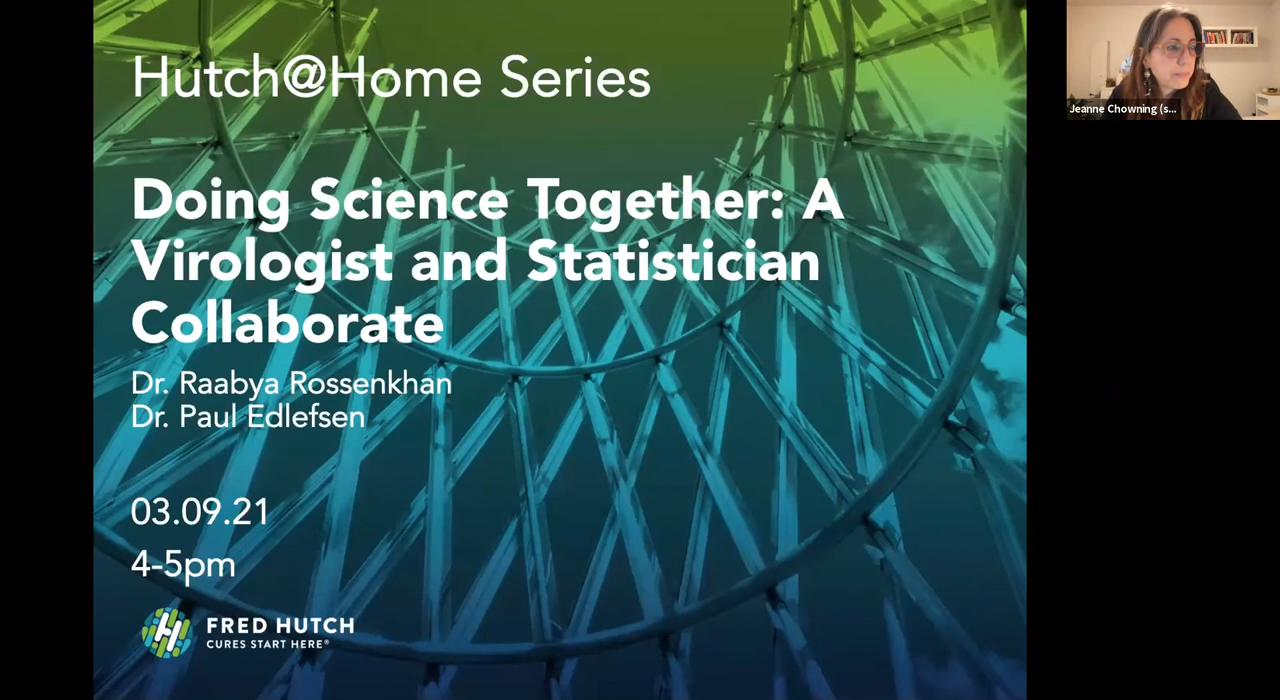 Hutch@Home Series
Doing Science Together: A
Virologist and Statistician
Collaborate
Dr. Raabya Rossenkhan
Dr. Paul Edlefsen
03.09.21
4-5pm
FRED HUTCH
CURES START HERE®
Jeanne Chowning (s...